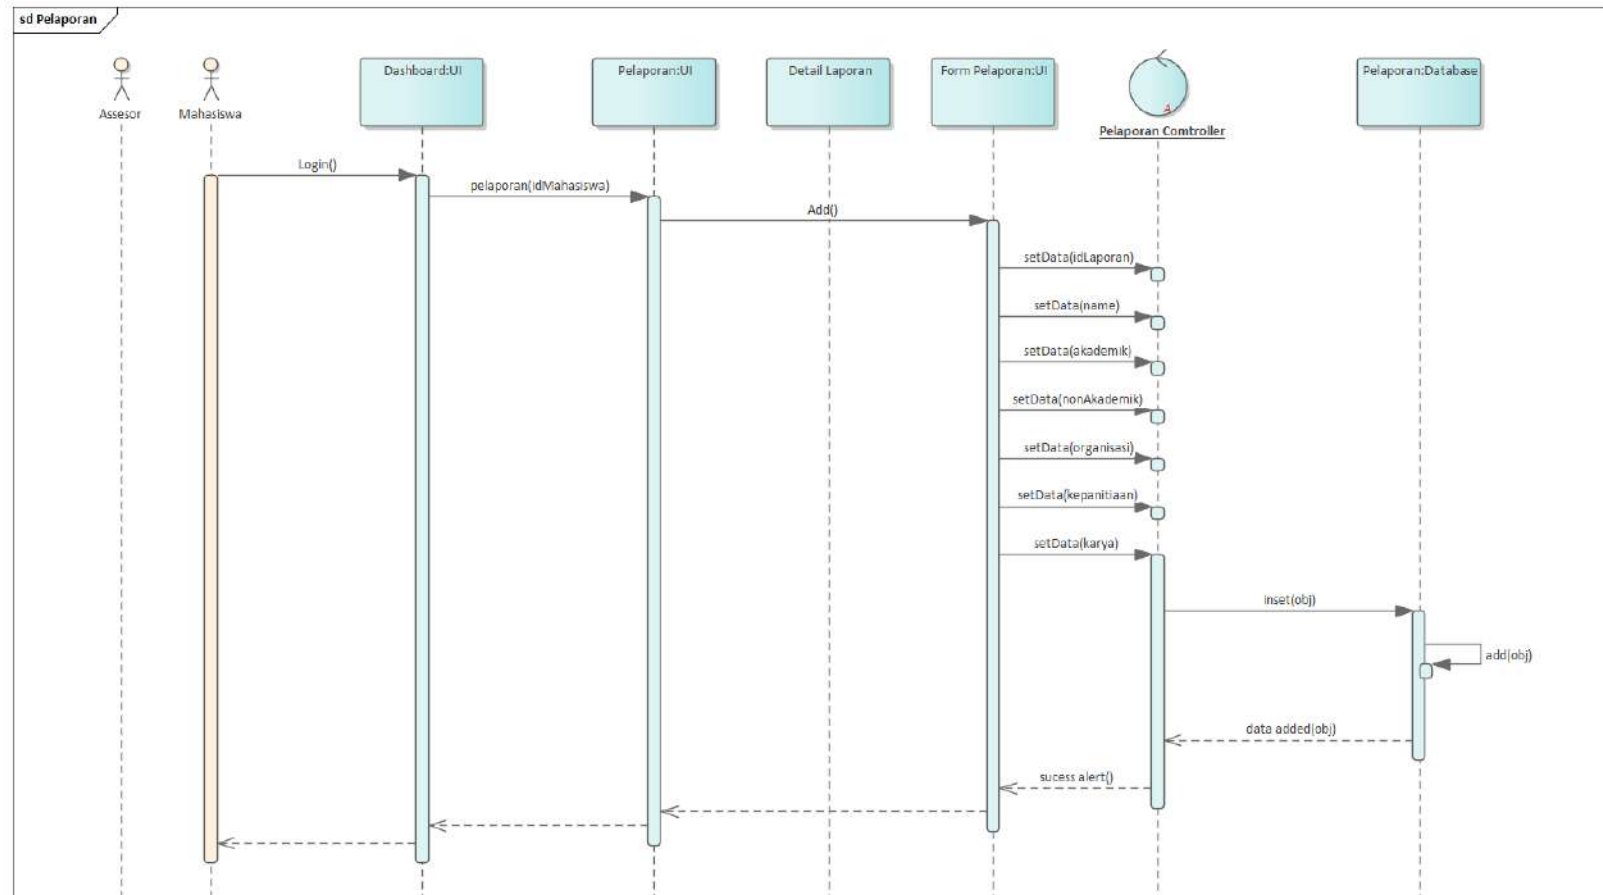 sd Pelaporan
Assesor
Mahasiswa
Dashboard:UI
Pelaporan:UI
Detail Laporan
Form Pelaporan:UI
A
Pelaporan Comtroller
Pelaporan:Database
Login()
pelaporan(idMahasiswa)
Add()
setData(idLaporan)
setData(name)
setData(akademik)
setData(nonAkademik)
setData(organisasi)
setData(kepanitiaan)
setData(karya)
inset(obj)
add(obj)
data added(obj)
sucess alert()